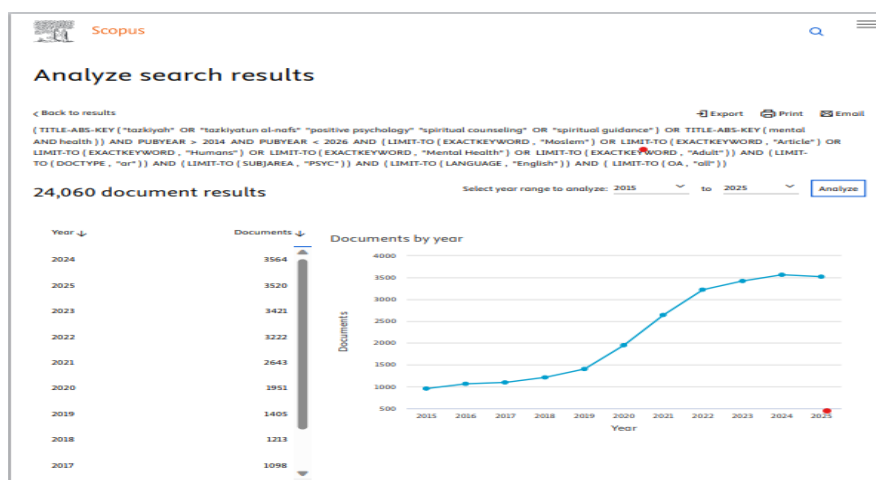 Scopus
Analyze search results
Back to results
Export Print Email
( TITLE-ABS-KEY ( "tazkiyah" OR "tazkiyatun al-nafs" "positive psychology" "spiritual counseling" OR "spiritual guidance" ) OR TITLE-ABS-KEY ( mental
AND health ) ) AND PUBYEAR > 2014 AND PUBYEAR < 2026 AND ( LIMIT-TO ( EXACTKEYWORD , "Moslem" ) OR LIMIT-TO ( EXACTKEYWORD , "Article" ) OR
LIMIT-TO ( EXACTKEYWORD , "Humans" ) OR LIMIT-TO ( EXACTKEYWORD , "Mental Health" ) OR LIMIT-TO ( EXACTKEYWORD , "Adult" ) ) AND ( LIMIT-
TO ( DOCTYPE , "ar" ) ) AND ( LIMIT-TO ( SUBJAREA , "PSYC" ) ) AND ( LIMIT-TO ( LANGUAGE , "English" ) ) AND ( LIMIT-TO ( OA , "all" ) )
24,060 document results
Select year range to analyze: 2015 to 2025 Analyze
Year Documents
2024 3564
2025 3520
2023 3421
2022 3222
2021 2643
2020 1951
2019 1405
2018 1213
2017 1098
Documents by year
Documents
4000
3500
3000
2500
2000
1500
1000
500
2015 2016 2017 2018 2019 2020 2021 2022 2023 2024 2025
Year